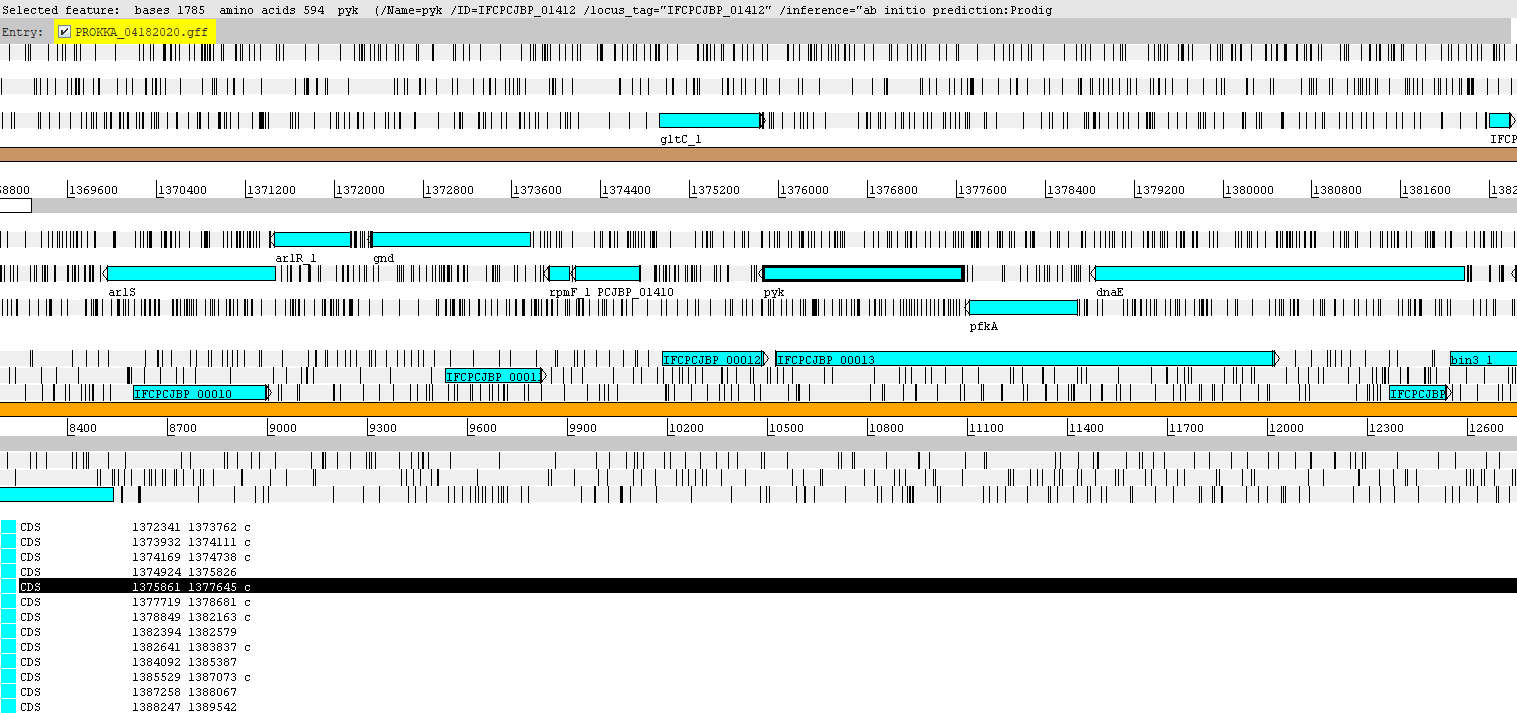 Selected feature:  bases 1785  amino acids 594  pyk  (/Name=pyk /ID=IFCPCJBP_01412 /locus_tag="IFCPCJBP_01412" /inference="ab initio prediction:Prodig
Entry: PROKKA_04182020.gff
gltC_1 IFCP
68800 1369600 1370400 1371200 1372000 1372800 1373600 1374400 1375200 1376000 1376800 1377600 1378400 1379200 1380000 1380800 1381600 1382
arlR_1 gnd
arlS rpmF_1 PCJBP_01410 pyk dnaE
pfkA
IFCPCJBP_00012 IFCPCJBP_00013 bin3_1
IFCPCJBP_0001
IFCPCJBP_00010 IFCPCJBP
8400 8700 9000 9300 9600 9900 10200 10500 10800 11100 11400 11700 12000 12300 12600
CDS 1372341 1373762 c
CDS 1373932 1374111 c
CDS 1374169 1374738 c
CDS 1374924 1375826
CDS 1375861 1377645 c
CDS 1377719 1378681 c
CDS 1378849 1382163 c
CDS 1382394 1382579
CDS 1382641 1383837 c
CDS 1384092 1385387
CDS 1385529 1387073 c
CDS 1387258 1388067
CDS 1388247 1389542